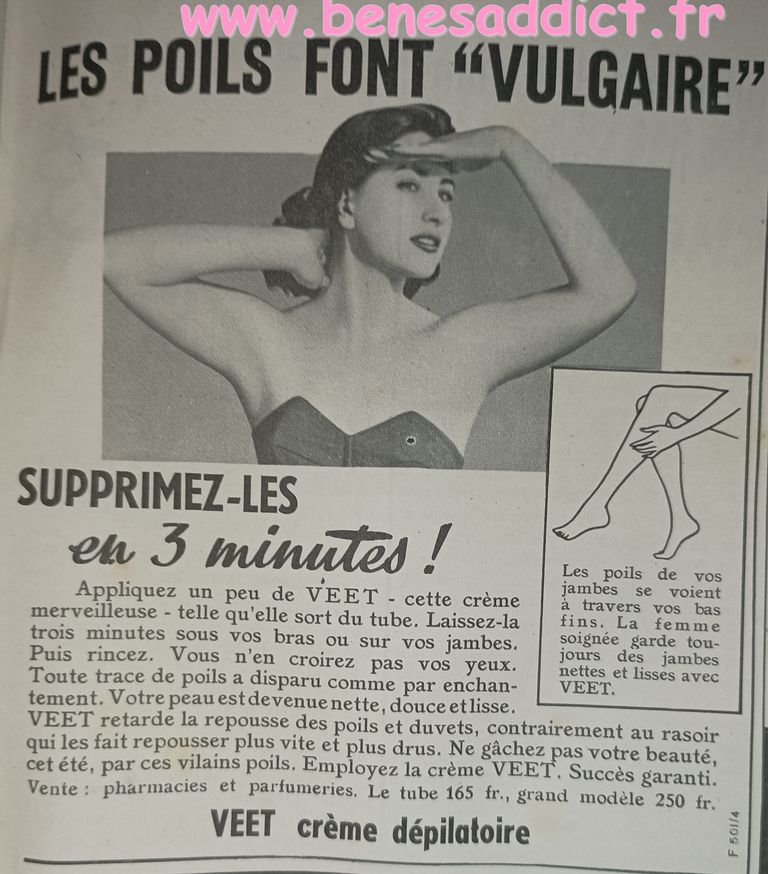 www.benesaddict.fr
LES POILS FONT “VULGAIRE”
SUPPRIMEZ-LES
en 3 minutes !
Appliquez un peu de VEET - cette crème
merveilleuse - telle qu'elle sort du tube. Laissez-la
trois minutes sous vos bras ou sur vos jambes.
Puis rincez. Vous n'en croirez pas vos yeux.
Toute trace de poils a disparu comme par enchan-
tement. Votre peau est devenue nette, douce et lisse.
VEET retarde la repousse des poils et duvets, contrairement au rasoir
qui les fait repousser plus vite et plus drus. Ne gâchez pas votre beauté,
cet été, par ces vilains poils. Employez la crème VEET. Succès garanti.
Vente : pharmacies et parfumeries. Le tube 165 fr., grand modèle 250 fr.
Les poils de vos
jambes se voient
à travers vos bas
fins. La femme
soignée garde tou-
jours des jambes
nettes et lisses avec
VEET.
VEET crème dépilatoire
F 501/4